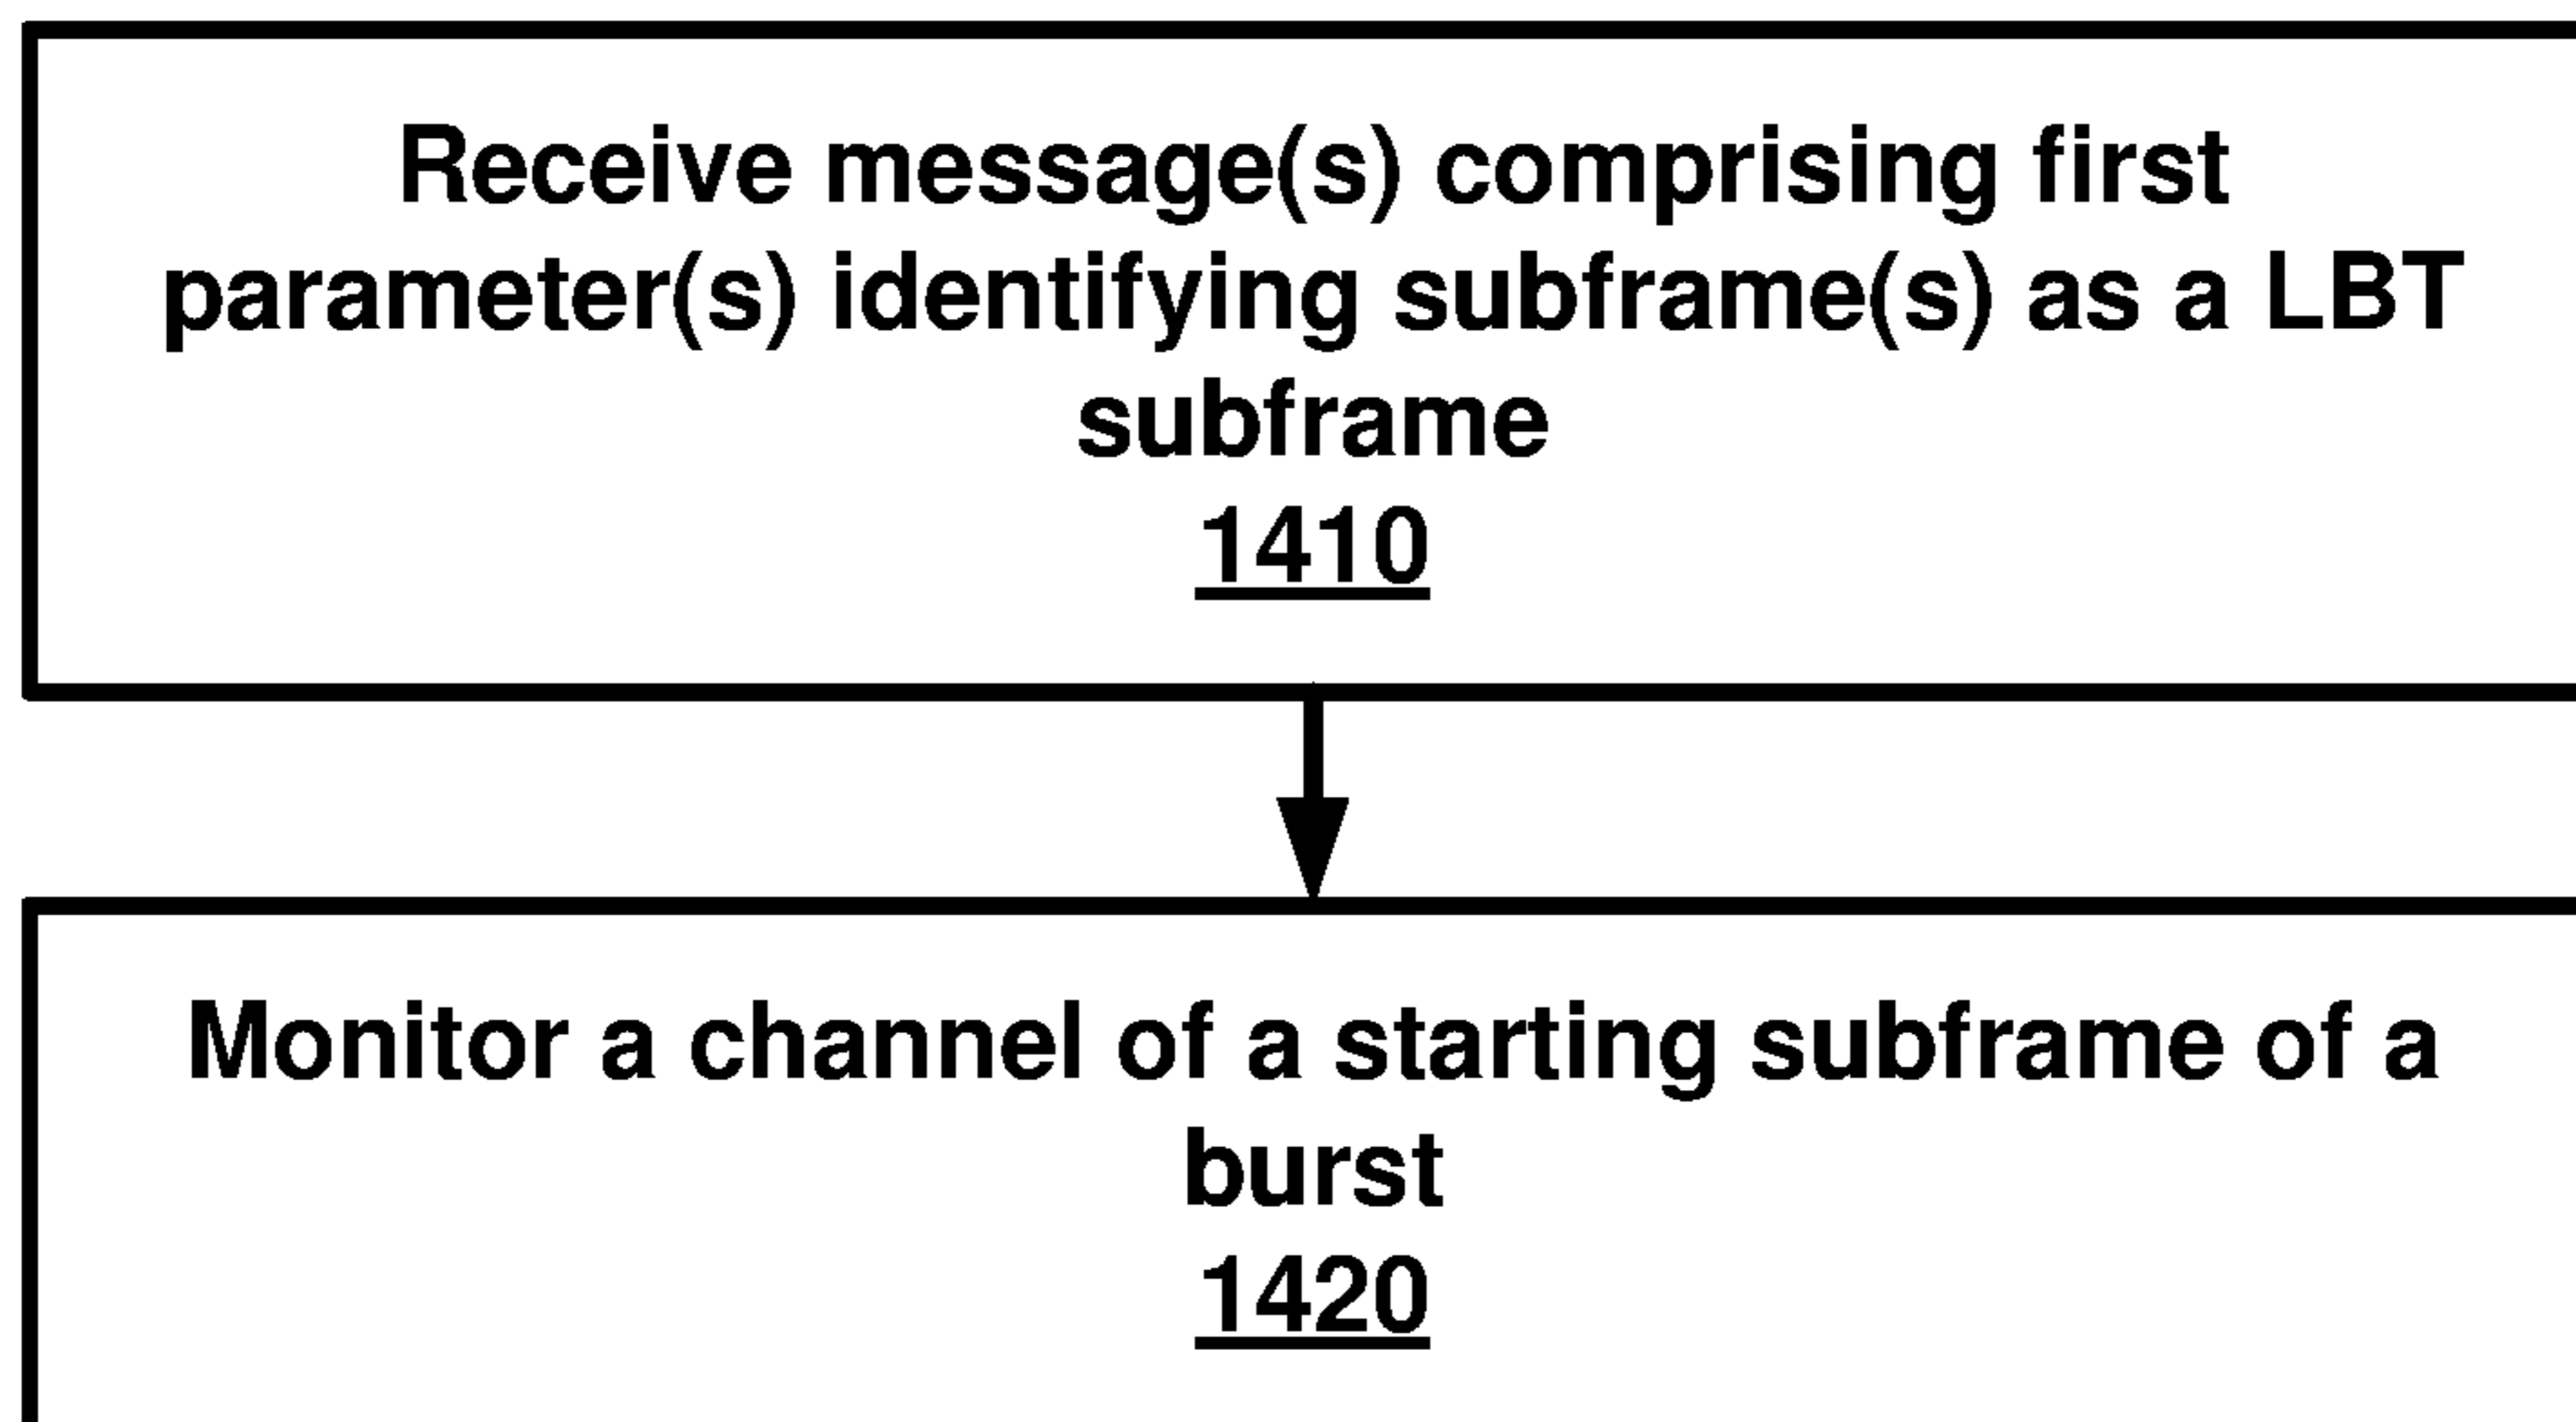 Receive message(s) comprising first
parameter(s) identifying subframe(s) as a LBT
subframe
1410
Monitor a channel of a starting subframe of a
burst
1420